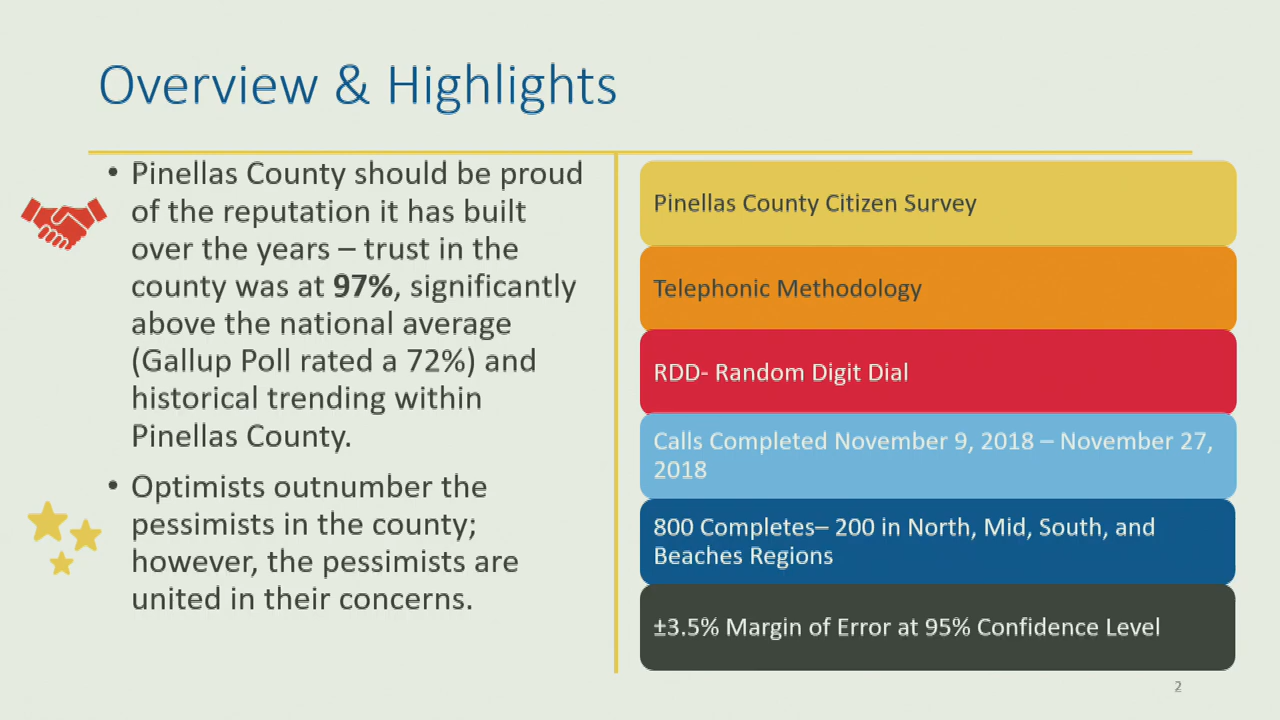 Overview & Highlights
• Pinellas County should be proud
of the reputation it has built
over the years – trust in the
county was at 97%, significantly
above the national average
(Gallup Poll rated a 72%) and
historical trending within
Pinellas County.
• Optimists outnumber the
pessimists in the county;
however, the pessimists are
united in their concerns.
Pinellas County Citizen Survey
Telephonic Methodology
RDD- Random Digit Dial
Calls Completed November 9, 2018 – November 27,
2018
800 Completes– 200 in North, Mid, South, and
Beaches Regions
±3.5% Margin of Error at 95% Confidence Level
2